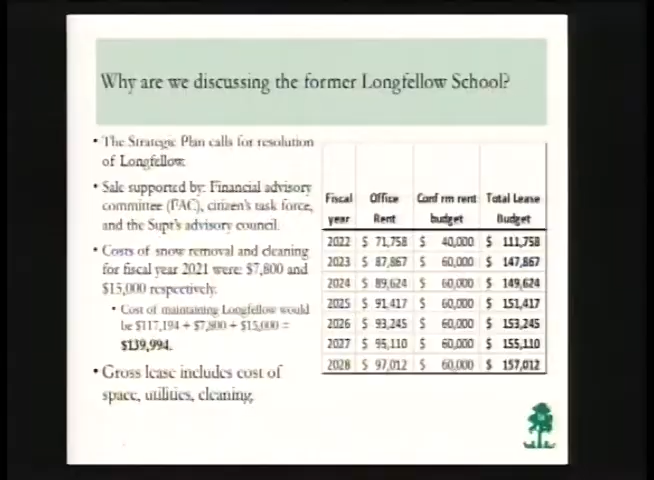 Why are we discussing the former Longfellow School?
• The Strategic Plan calls for resolution
of Longfellow.
• Sale supported by: Financial advisory
committee (FAC), citizen's task force,
and the Supt's advisory council.
• Costs of snow removal and cleaning
for fiscal year 2021 were: $7,800 and
$15,000 respectively.
• Cost of maintaining Longfellow would
be $117,194 + $7,800 + $15,000 =
$139,994.
• Gross lease includes cost of
space, utilities, cleaning.
Fiscal year Office Rent Conf rm rent budget Total Lease Budget
2022 $ 71,758 $ 40,000 $ 111,758
2023 $ 87,867 $ 60,000 $ 147,867
2024 $ 89,624 $ 60,000 $ 149,624
2025 $ 91,417 $ 60,000 $ 151,417
2026 $ 93,245 $ 60,000 $ 153,245
2027 $ 95,110 $ 60,000 $ 155,110
2028 $ 97,012 $ 60,000 $ 157,012